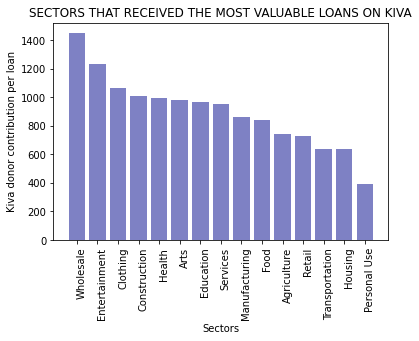 SECTORS THAT RECEIVED THE MOST VALUABLE LOANS ON KIVA
Kiva donor contribution per loan
1400
1200
1000
800
600
400
200
0
Wholesale
Entertainment
Clothing
Construction
Health
Arts
Education
Services
Manufacturing
Food
Agriculture
Retail
Transportation
Housing
Personal Use
Sectors